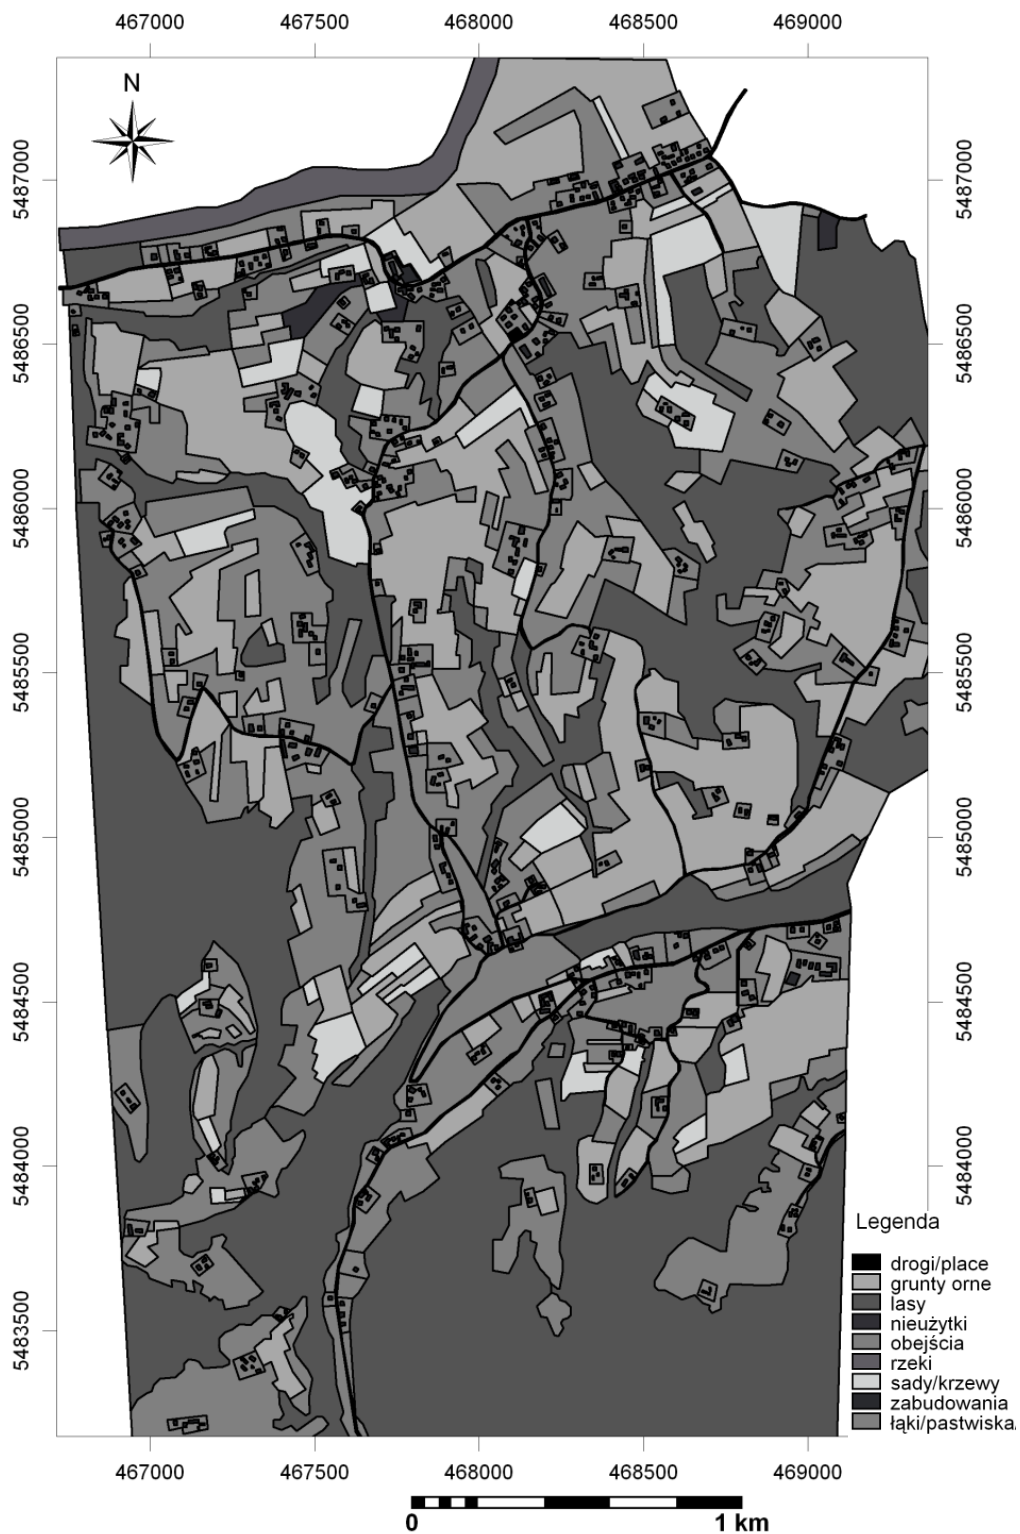 467000 467500 468000 468500 469000
N
5487000 5487000
5486500 5486500
5486000 5486000
5485500 5485500
5485000 5485000
5484500 5484500
5484000 5484000
Legenda
drogi/place
grunty orne
lasy
5483500
nieużytki
obejścia
rzeki
sady/krzewy
zabudowania
łąki/pastwiska
467000 467500 468000 468500 469000
0 1 km